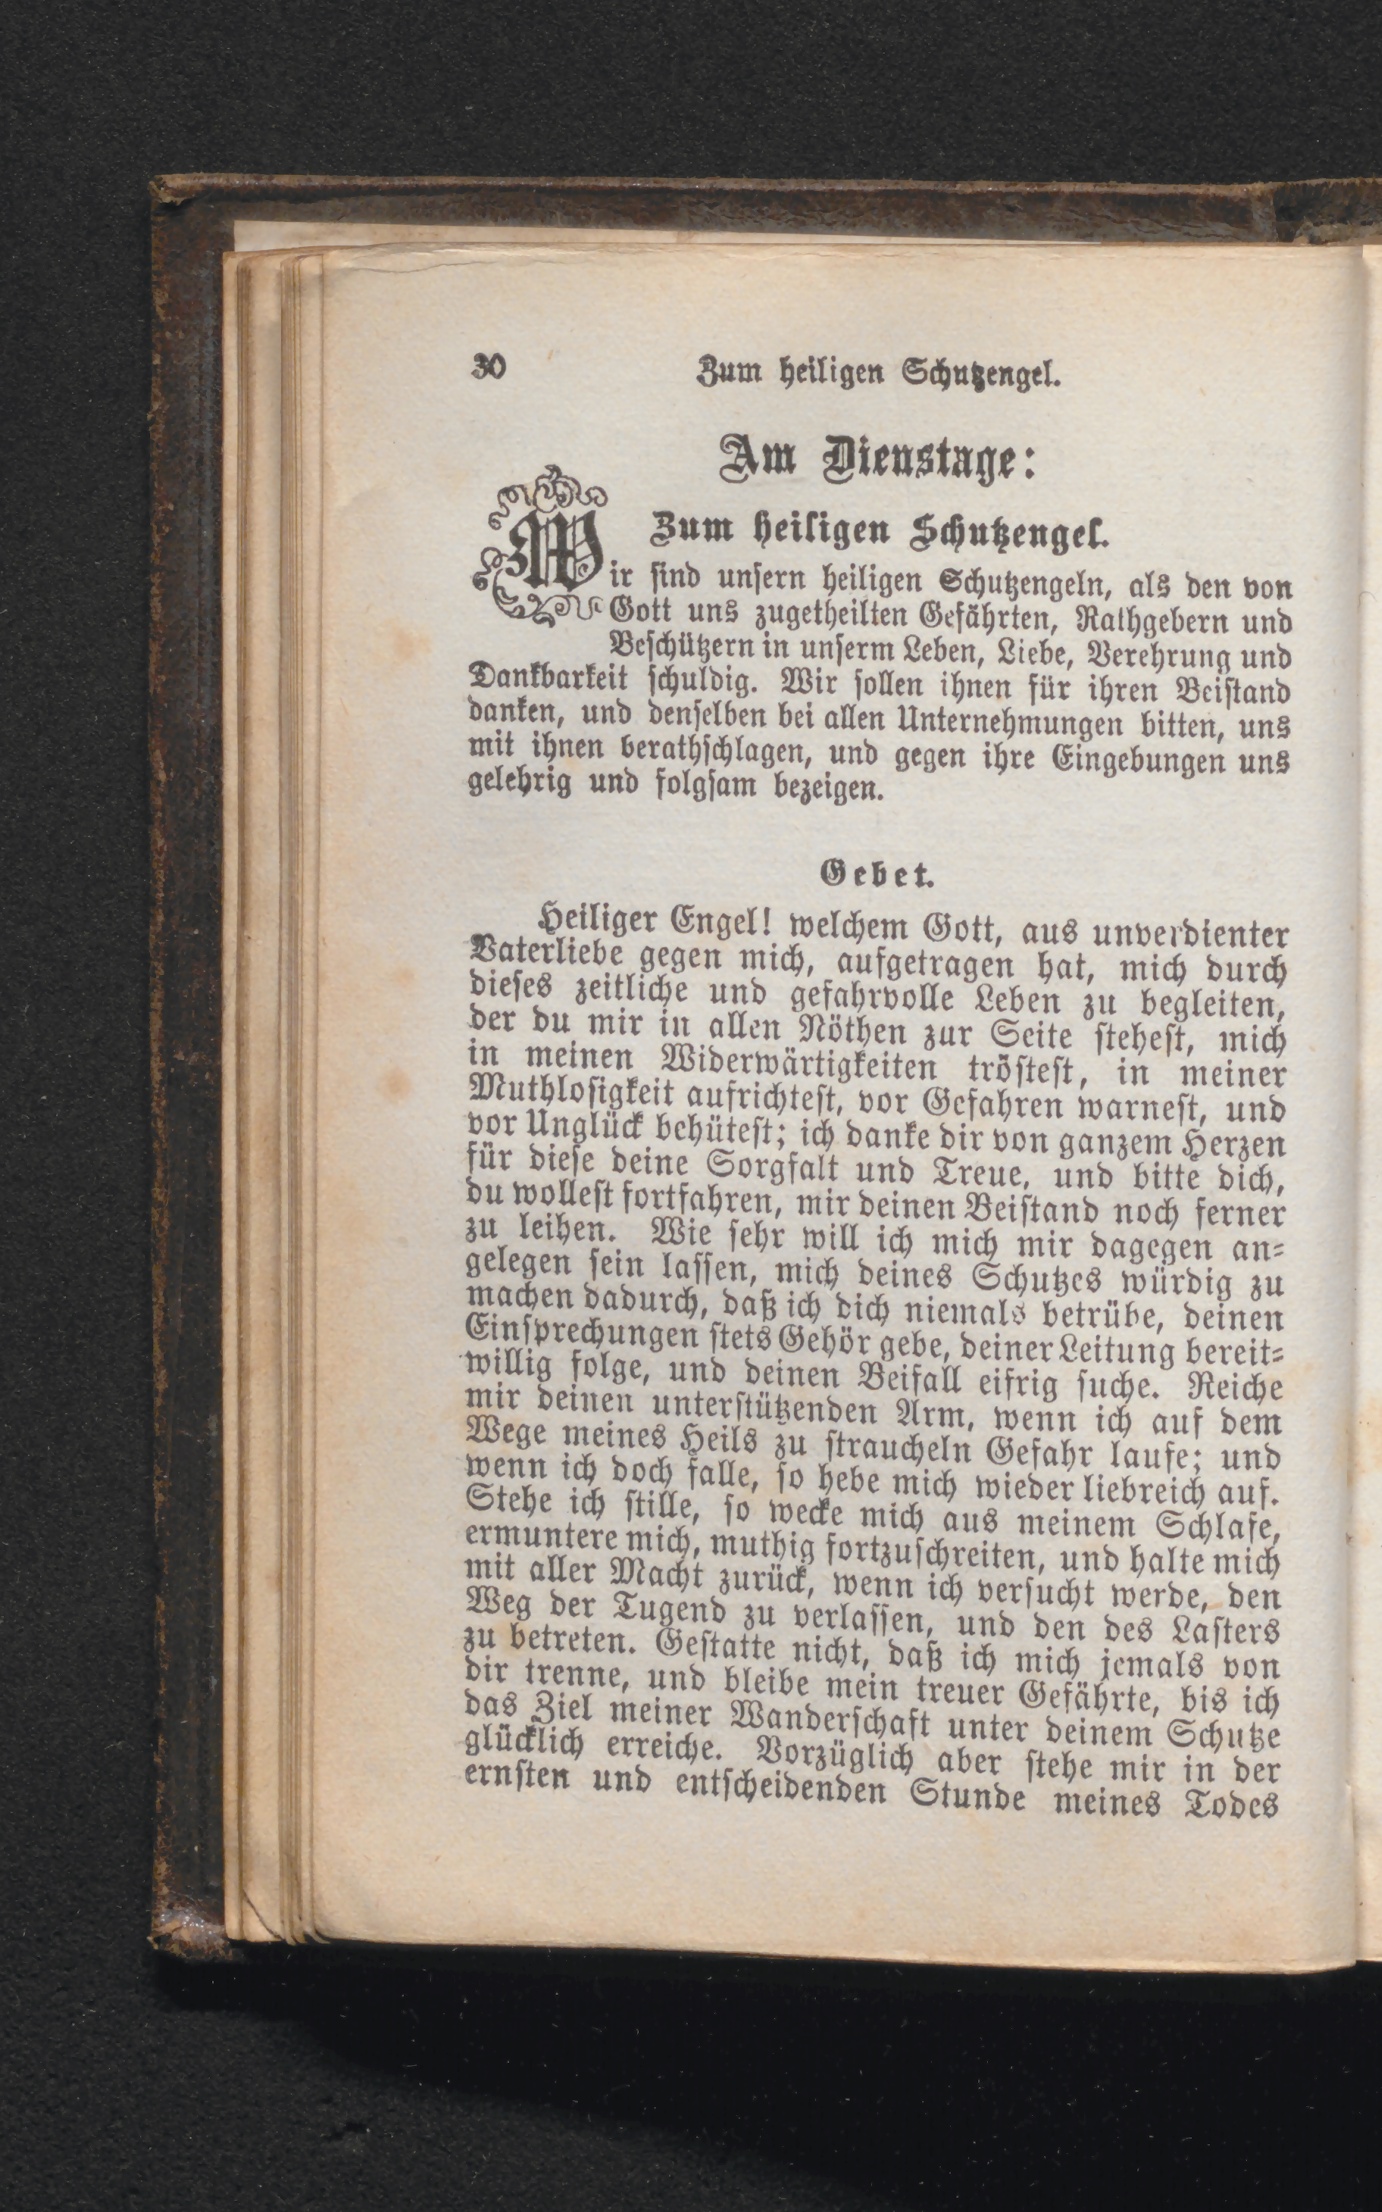 30
Zum heiligen Schutzengel.
Am Dienstage:
Zum heiligen Schutzengel.
Wir sind unsern heiligen Schutzengeln, als den von
Gott uns zugetheilten Gefährten, Rathgebern und
Beschützern in unserm Leben, Liebe, Verehrung und
Dankbarkeit schuldig. Wir sollen ihnen für ihren Beistand
danken, und denselben bei allen Unternehmungen bitten, uns
mit ihnen berathschlagen, und gegen ihre Eingebungen uns
gelehrig und folgsam bezeigen.
Gebet.
Heiliger Engel! welchem Gott, aus unverdienter
Vaterliebe gegen mich, aufgetragen hat, mich durch
dieses zeitliche und gefahrvolle Leben zu begleiten,
der du mir in allen Nöthen zur Seite stehest, mich
in meinen Widerwärtigkeiten tröstest, in meiner
Muthlosigkeit aufrichtest, vor Gefahren warnest, und
vor Unglück behütest; ich danke dir von ganzem Herzen
für diese deine Sorgfalt und Treue, und bitte dich,
du wollest fortfahren, mir deinen Beistand noch ferner
zu leihen. Wie sehr will ich mich mir dagegen an-
gelegen sein lassen, mich deines Schutzes würdig zu
machen dadurch, daß ich dich niemals betrübe, deinen
Einsprechungen stets Gehör gebe, deiner Leitung bereit-
willig folge, und deinen Beifall eifrig suche. Reiche
mir deinen unterstützenden Arm, wenn ich auf dem
Wege meines Heils zu straucheln Gefahr laufe; und
wenn ich doch falle, so hebe mich wieder liebreich auf.
Stehe ich stille, so wecke mich aus meinem Schlafe,
ermuntere mich, muthig fortzuschreiten, und halte mich
mit aller Macht zurück, wenn ich versucht werde, den
Weg der Tugend zu verlassen, und den des Lasters
zu betreten. Gestatte nicht, daß ich mich jemals von
dir trenne, und bleibe mein treuer Gefährte, bis ich
das Ziel meiner Wanderschaft unter deinem Schutze
glücklich erreiche. Vorzüglich aber stehe mir in der
ernsten und entscheidenden Stunde meines Todes